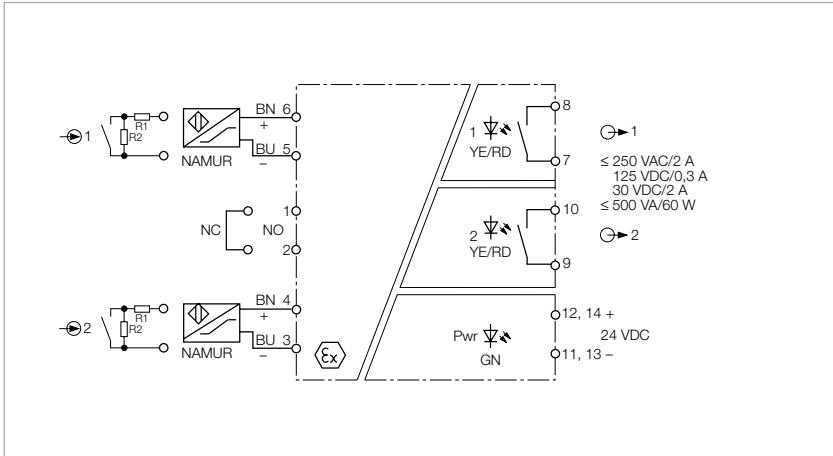 1
R1
R2
NAMUR
BN 6
+
BU 5
–
NC
NO
1
2
2
R1
R2
NAMUR
BN 4
+
BU 3
–
Ex
1
YE/RD
8
7
1
≤ 250 VAC/2 A
125 VDC/0,3 A
30 VDC/2 A
≤ 500 VA/60 W
2
YE/RD
10
9
2
Pwr
GN
12, 14 +
24 VDC
11, 13 –